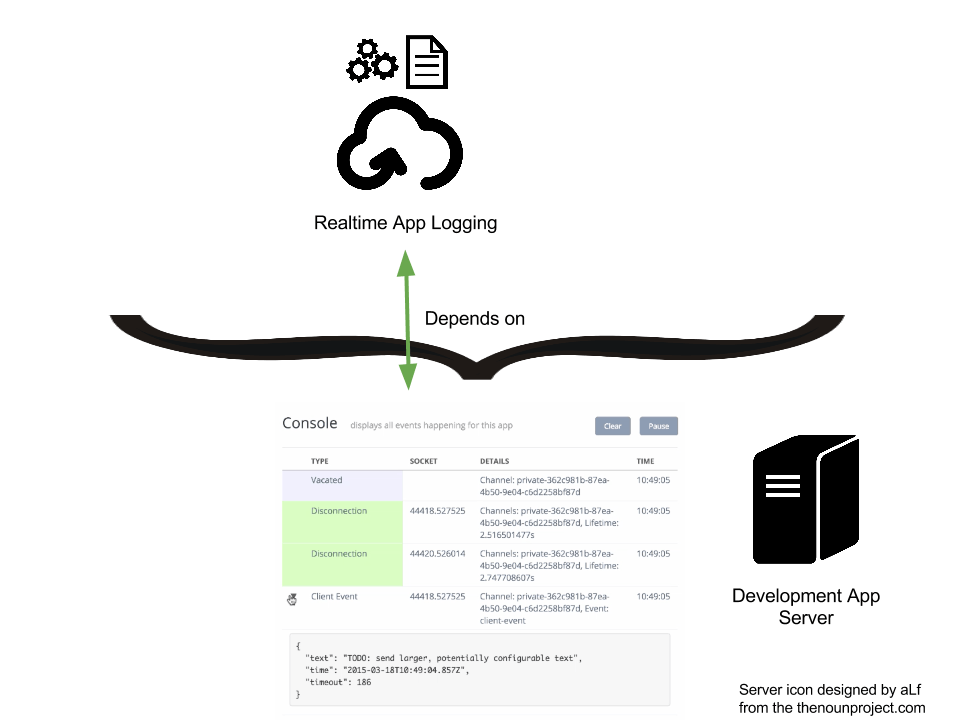 Realtime App Logging
Depends on
Console displays all events happening for this app Clear Pause
TYPE SOCKET DETAILS TIME
Vacated Channel: private-362c981b-87ea- 10:49:05
4b50-9e04-c6d2258bf87d
Disconnection 44418.527525 Channels: private-362c981b-87ea- 10:49:05
4b50-9e04-c6d2258bf87d, Lifetime:
2.516501477s
Disconnection 44420.526014 Channels: private-362c981b-87ea- 10:49:05
4b50-9e04-c6d2258bf87d, Lifetime:
2.747708607s
Client Event 44418.527525 Channel: private-362c981b-87ea- 10:49:05
4b50-9e04-c6d2258bf87d, Event:
client-event
{
"text": "TODO: send larger, potentially configurable text",
"time": "2015-03-18T10:49:04.857Z",
"timeout": 186
}
Development App
Server
Server icon designed by aLf
from the thenounproject.com